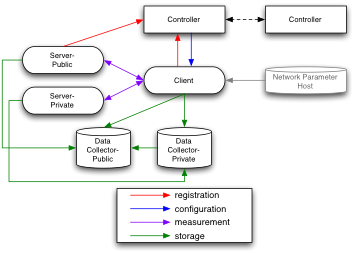 Controller
Controller
Server-
Public
Client
Network Parameter
Host
Server-
Private
Data
Collector-
Public
Data
Collector-
Private
registration
configuration
measurement
storage